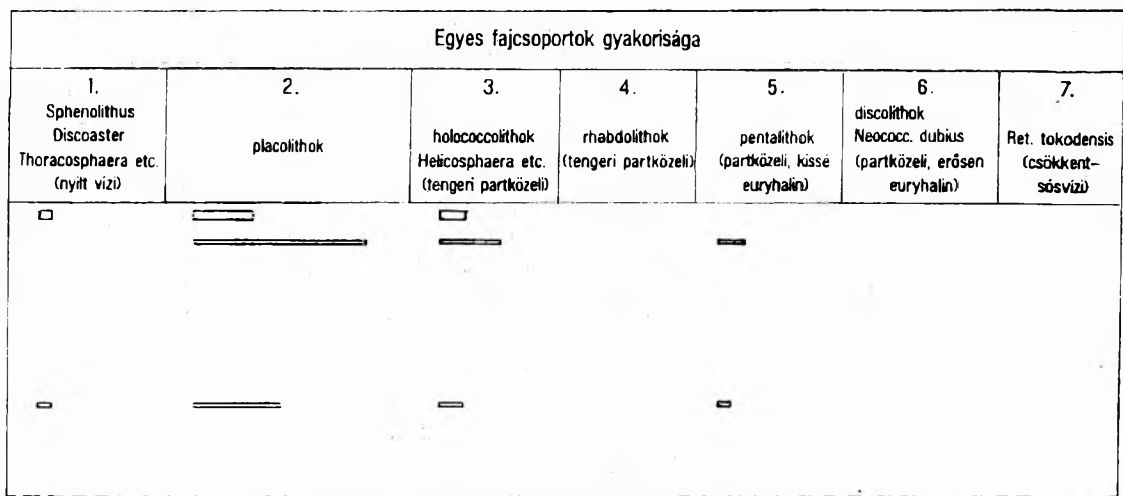 Egyes fajcsoportok gyakorisága
1.
Sphenolithus
Discoaster
Thoracosphaera etc.
(nyílt vízi)
2.
placolithok
3.
holococcolithok
Helicosphaera etc.
(tengeri partközeli)
4.
rhabdolithok
(tengeri partközeli)
5.
pentalithok
(partközeli, kissé
euryhalin)
6.
discolithok
Neococc. dubius
(partközeli, erősen
euryhalin)
7.
Ret. tokodensis
(csökkent-
sósvízi)